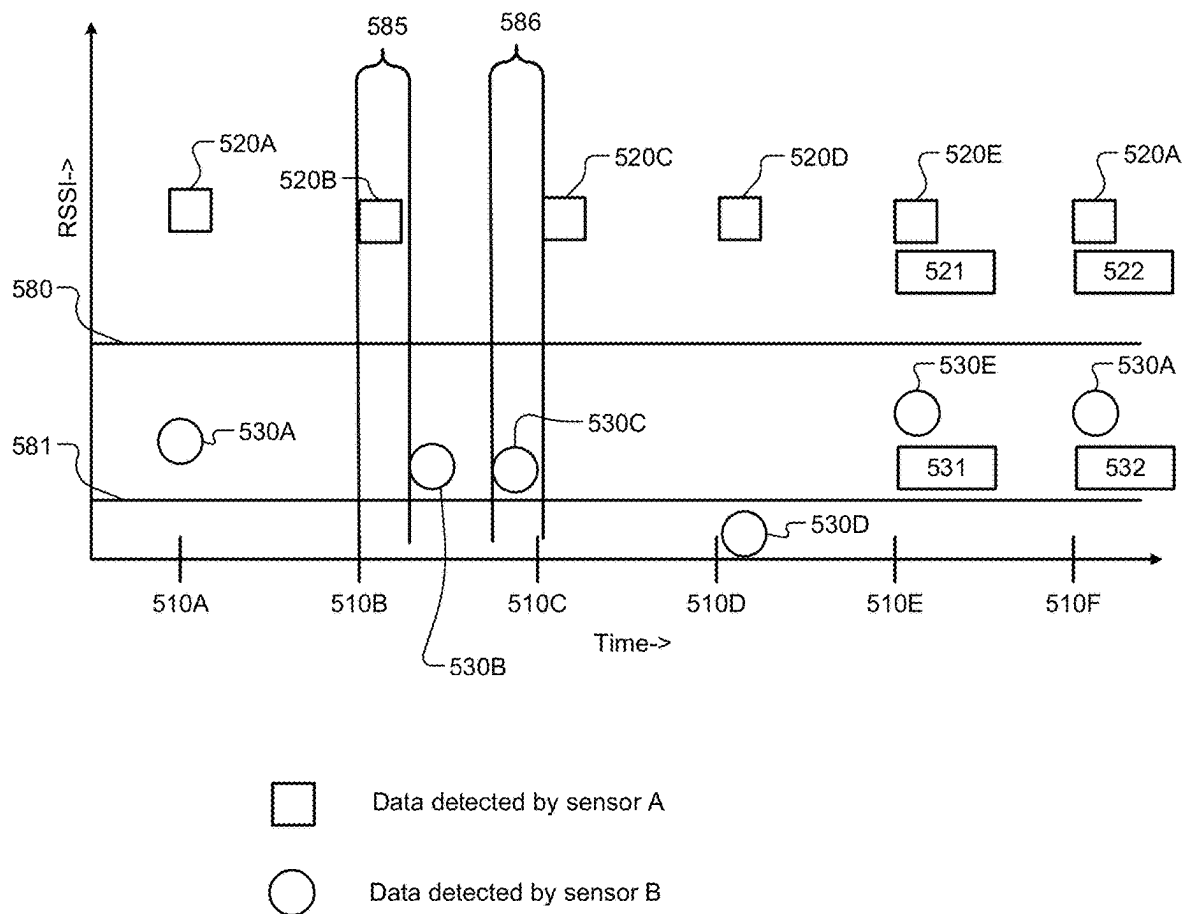 585
586
RSSI->
520A
520B
520C
520D
520E
520A
521
522
580
530E
530A
530A
530C
581
531
532
530D
510A
510B
510C
510D
510E
510F
Time->
530B
Data detected by sensor A
Data detected by sensor B